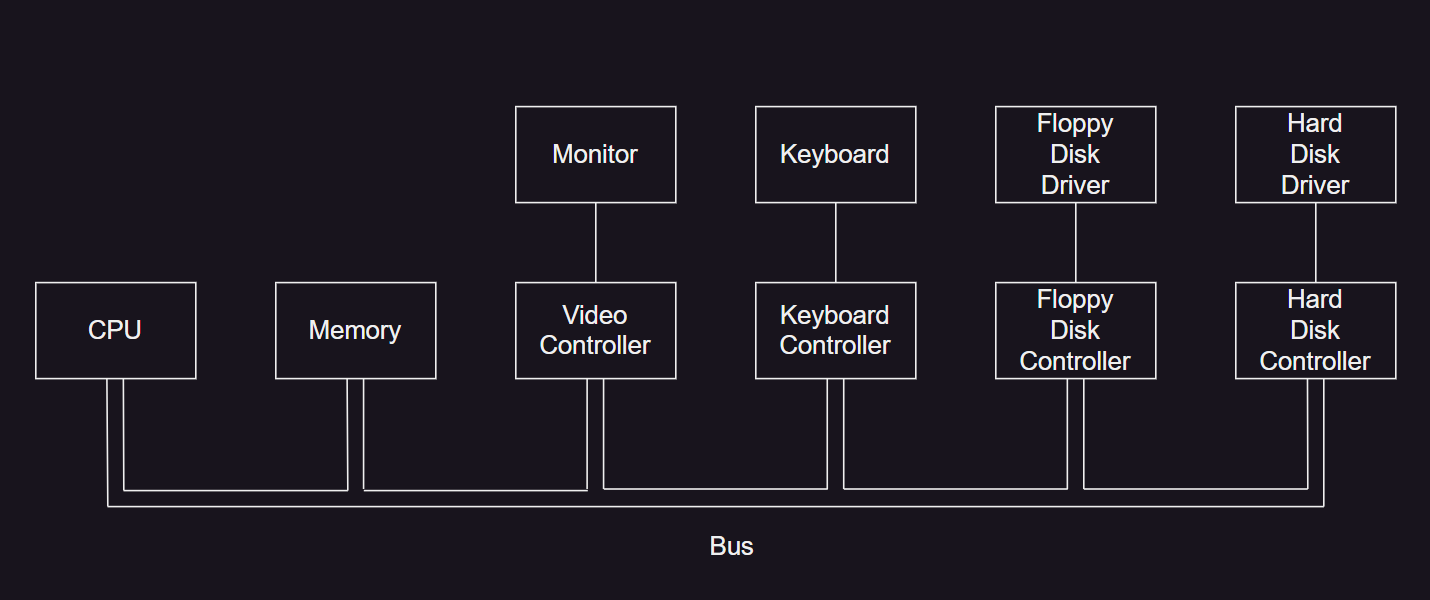 Monitor
Keyboard
Floppy
Disk
Driver
Hard
Disk
Driver
CPU
Memory
Video
Controller
Keyboard
Controller
Floppy
Disk
Controller
Hard
Disk
Controller
Bus